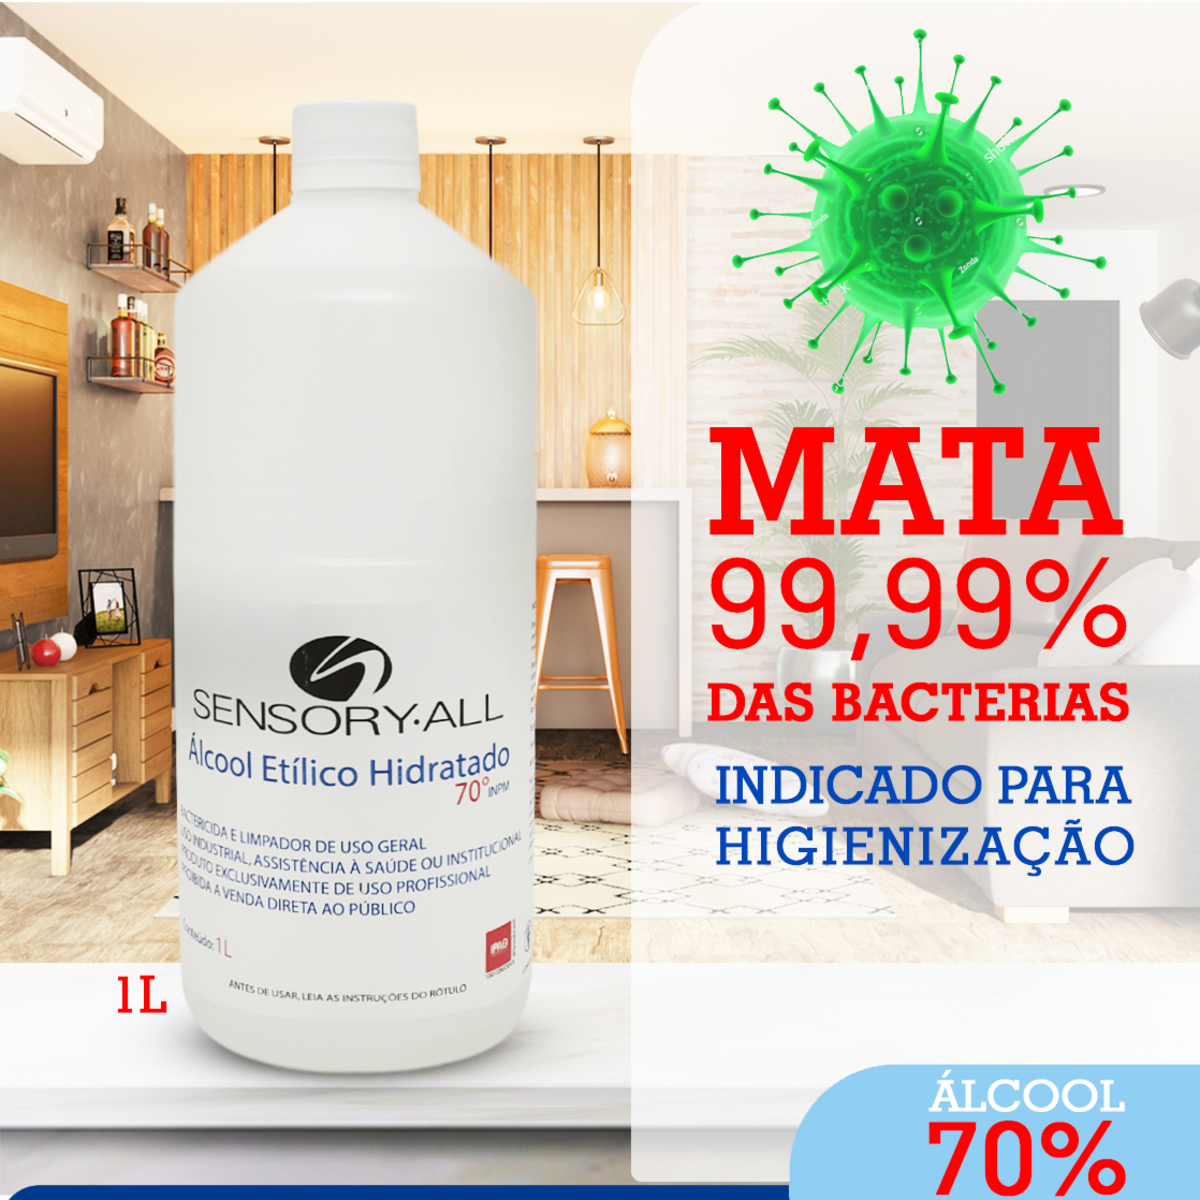 SENSORY·ALL
Álcool Etílico Hidratado
70° INPM
BACTERICIDA E LIMPADOR DE USO GERAL
USO INDUSTRIAL, ASSISTÊNCIA À SAÚDE OU INSTITUCIONAL
PRODUTO EXCLUSIVAMENTE DE USO PROFISSIONAL
PROIBIDA A VENDA DIRETA AO PÚBLICO
Conteúdo: 1L
ANTES DE USAR, LEIA AS INSTRUÇÕES DO RÓTULO
1L
MATA
99,99%
DAS BACTERIAS
INDICADO PARA
HIGIENIZAÇÃO
ÁLCOOL
70%
Zonda